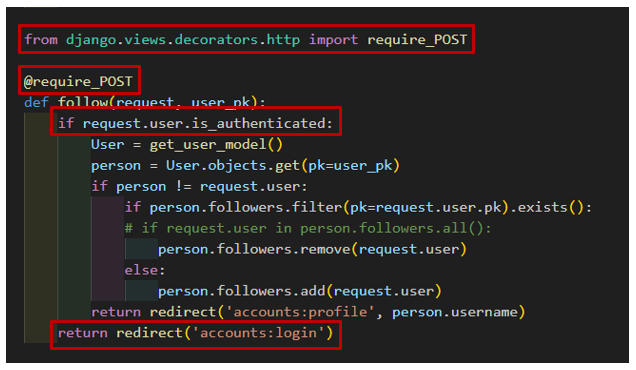 from django.views.decorators.http import require_POST
@require_POST
def follow(request, user_pk):
    if request.user.is_authenticated:
        User = get_user_model()
        person = User.objects.get(pk=user_pk)
        if person != request.user:
            if person.followers.filter(pk=request.user.pk).exists():
            # if request.user in person.followers.all():
                person.followers.remove(request.user)
            else:
                person.followers.add(request.user)
        return redirect('accounts:profile', person.username)
    return redirect('accounts:login')